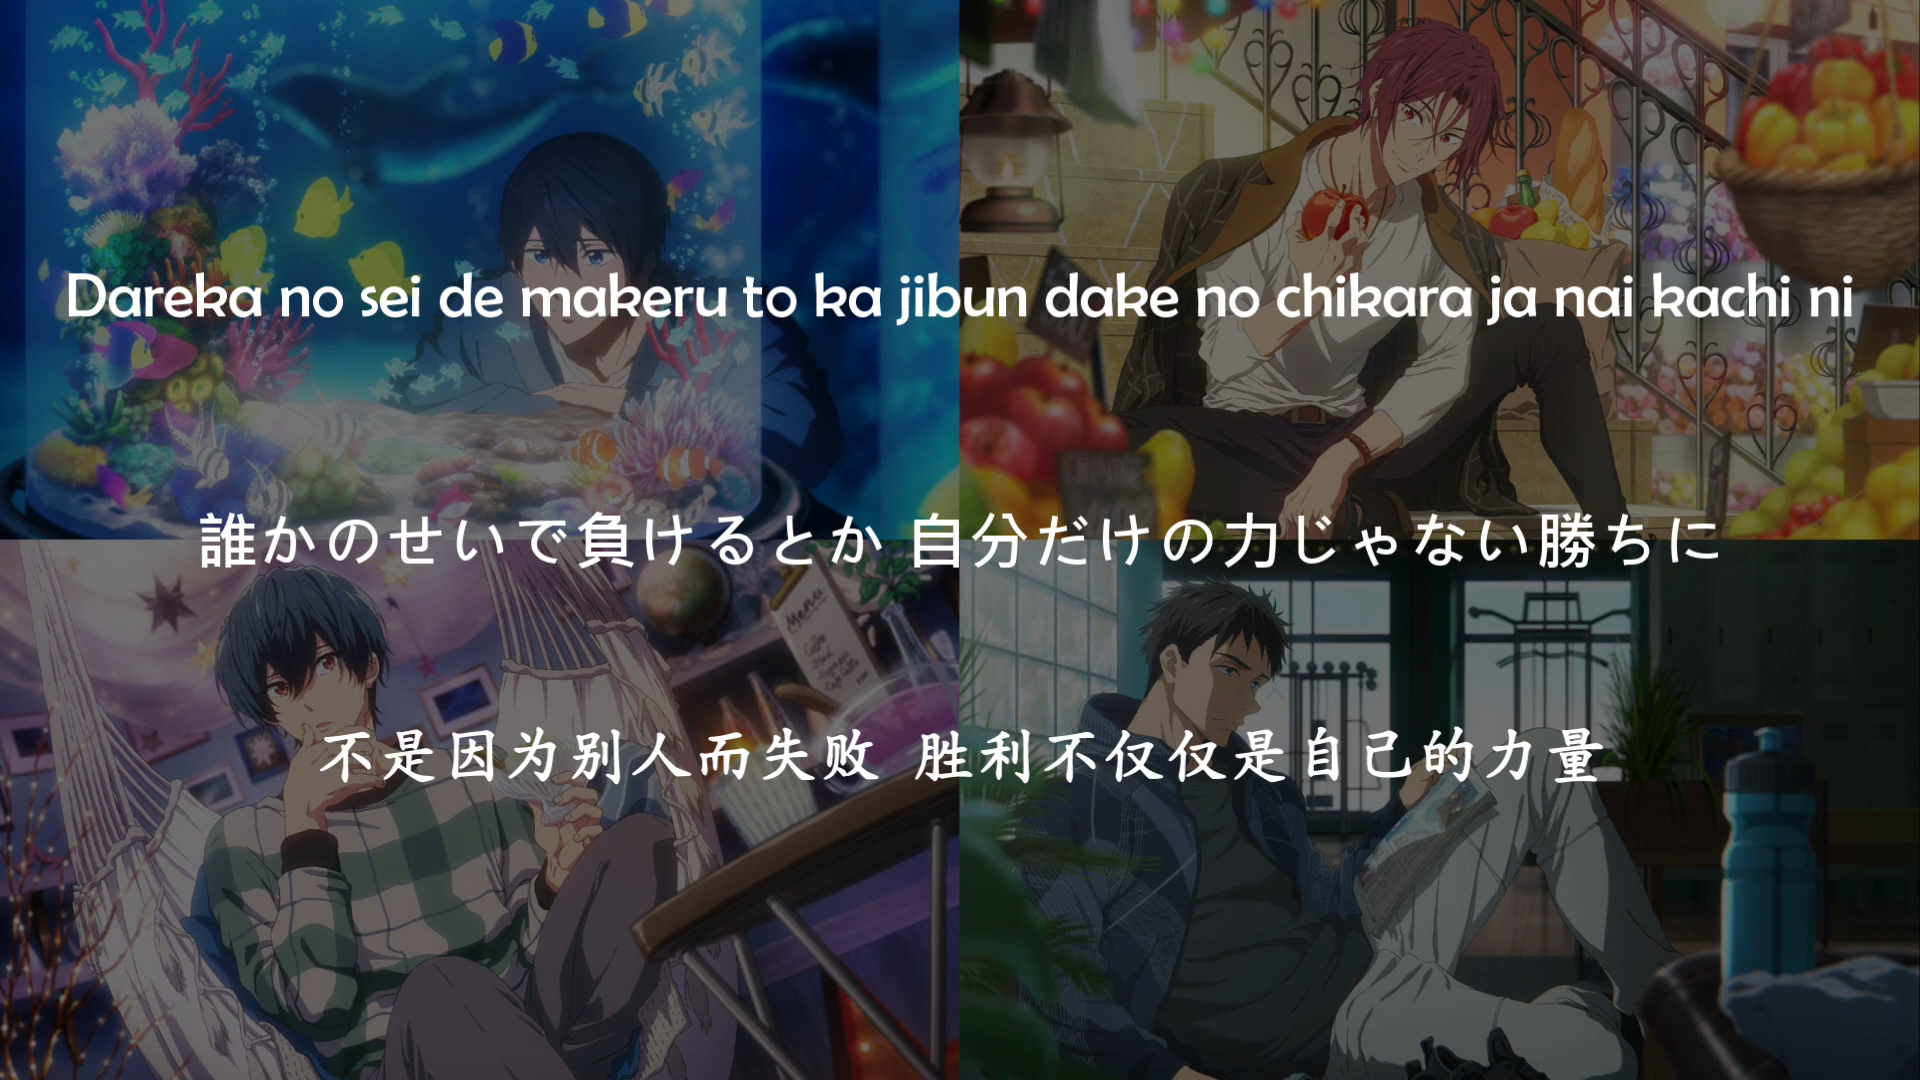 Dareka no sei de makeru to ka jibun dake no chikara ja nai kachi ni
誰かのせいで負けるとか 自分だけの力じゃない勝ちに
Menu
Coffee
不是因为别人而失败 胜利不仅仅是自己的力量